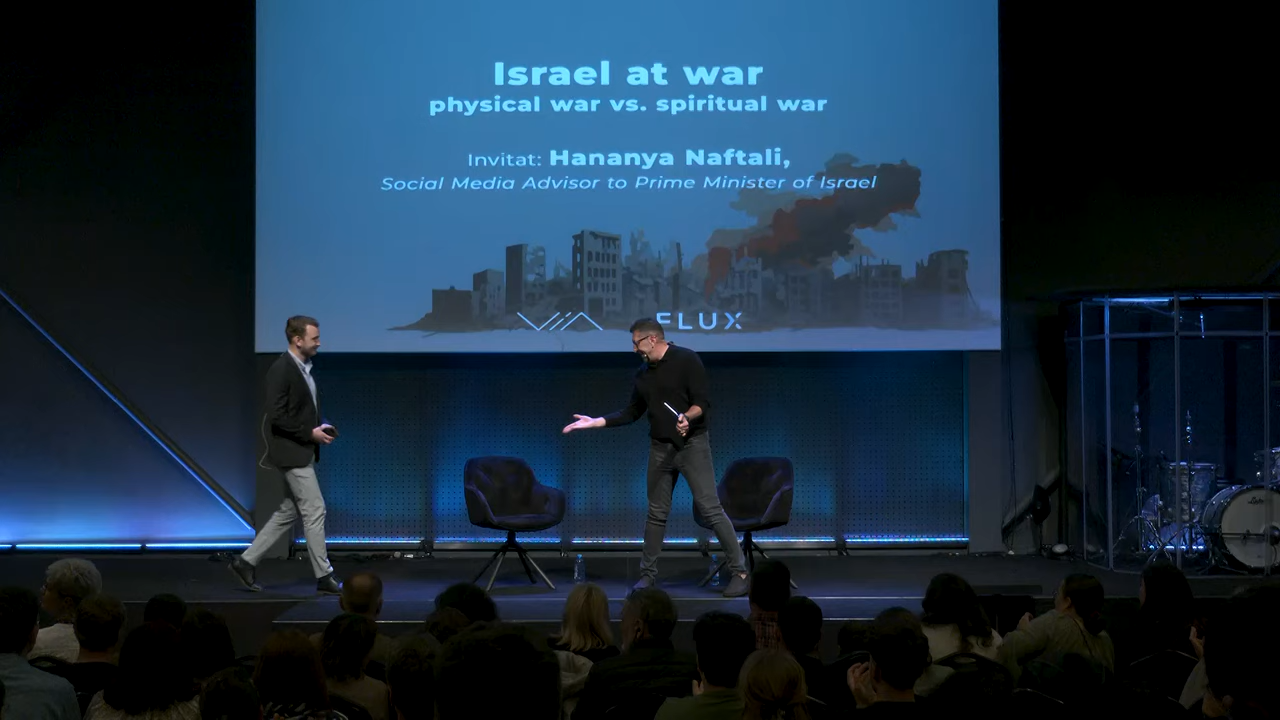 Israel at war
physical war vs. spiritual war
Invitat: Hananya Naftali,
Social Media Advisor to Prime Minister of Israel
VIA FLUX